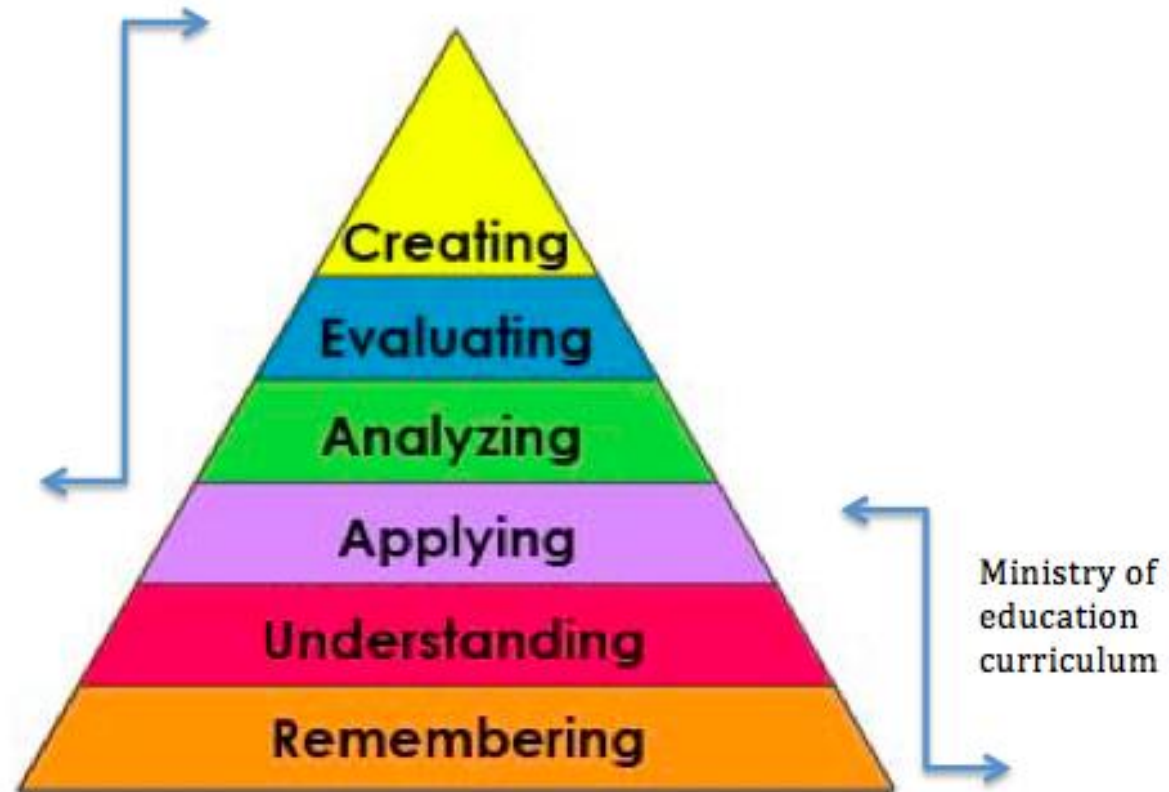 Creating
Evaluating
Analyzing
Applying
Understanding
Remembering
Ministry of
education
curriculum